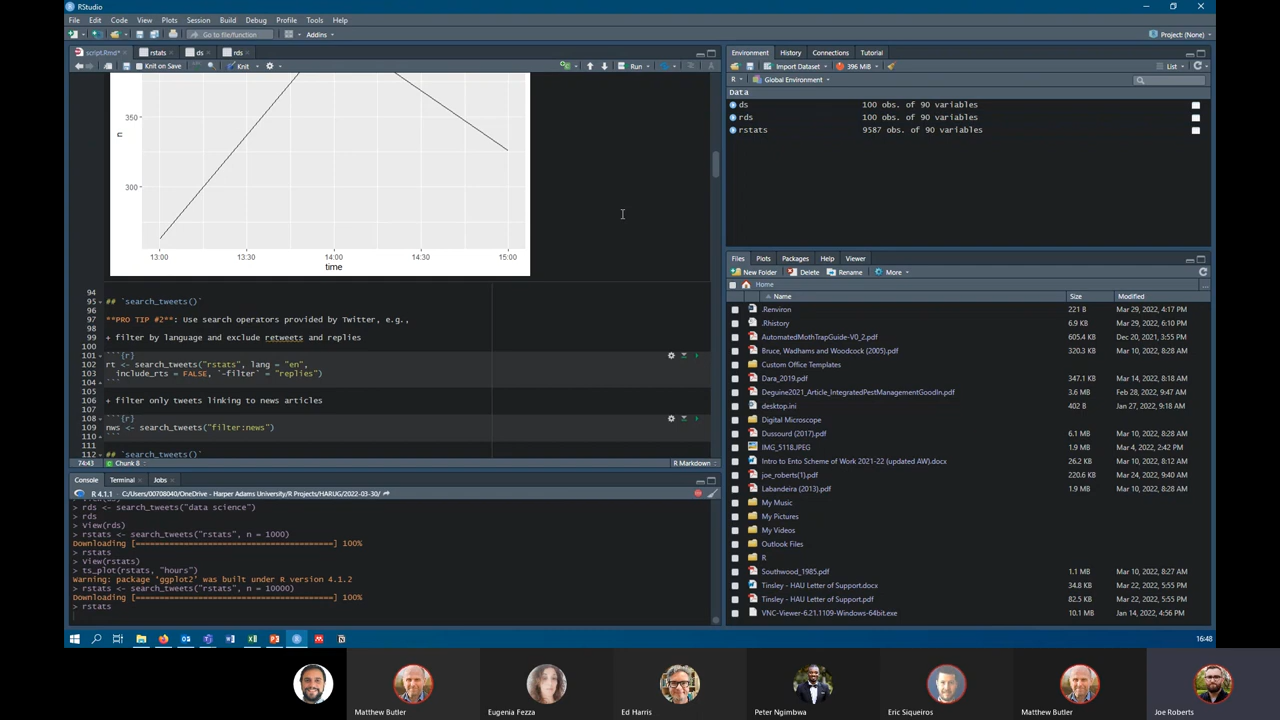 RStudio
File Edit Code View Plots Session Build Debug Profile Tools Help
Go to file/function Addins Project: (None)
script.Rmd* rstats ds rds
Knit on Save Knit Run
350
300
n
13:00 13:30 14:00 14:30 15:00
time
94
95 ## `search_tweets()`
96
97 **PRO TIP #2**: Use search operators provided by Twitter, e.g.,
98
99 + filter by language and exclude retweets and replies
100
101 ```{r}
102 rt <- search_tweets("rstats", lang = "en",
103 include_rts = FALSE, `-filter` = "replies")
104 ```
105
106 + filter only tweets linking to news articles
107
108 ```{r}
109 nws <- search_tweets("filter:news")
110 ```
111
112 ## `search_tweets()`
74:43 Chunk 8 R Markdown
Console Terminal Jobs
R 4.1.1 · C:/Users/00708040/OneDrive - Harper Adams University/R Projects/HARUG/2022-03-30/
> rds <- search_tweets("data science")
> rds
> View(rds)
> rstats <- search_tweets("rstats", n = 1000)
Downloading [=======================================] 100%
> rstats
> View(rstats)
> ts_plot(rstats, "hours")
Warning: package ‘ggplot2’ was built under R version 4.1.2
> rstats <- search_tweets("rstats", n = 10000)
Downloading [=======================================] 100%
> rstats
Environment History Connections Tutorial
Import Dataset 396 MiB List
R Global Environment
Data
ds 100 obs. of 90 variables
rds 100 obs. of 90 variables
rstats 9587 obs. of 90 variables
Files Plots Packages Help Viewer
New Folder Delete Rename More
Home
Name Size Modified
.Renviron 221 B Mar 29, 2022, 4:17 PM
.Rhistory 6.9 KB Mar 29, 2022, 6:10 PM
AutomatedMothTrapGuide-V0_2.pdf 605.4 KB Dec 20, 2021, 3:55 PM
Bruce, Wadhams and Woodcock (2005).pdf 320.3 KB Mar 10, 2022, 8:28 AM
Custom Office Templates
Dara_2019.pdf 347.1 KB Mar 14, 2022, 8:18 AM
Deguine2021_Article_IntegratedPestManagementGoodIn.pdf 3.6 MB Feb 28, 2022, 9:47 AM
desktop.ini 402 B Jan 27, 2022, 9:18 AM
Digital Microscope
Dussourd (2017).pdf 6.1 MB Mar 10, 2022, 8:28 AM
IMG_5118.JPEG 1.9 MB Mar 4, 2022, 2:42 PM
Intro to Ento Scheme of Work 2021-22 (updated AW).docx 26.2 KB Mar 10, 2022, 8:12 AM
joe_roberts(1).pdf 220.6 KB Mar 24, 2022, 9:30 AM
Labandeira (2013).pdf 1.9 MB Mar 10, 2022, 8:28 AM
My Music
My Pictures
My Videos
Outlook Files
R
Southwood_1985.pdf 1.5 MB Mar 10, 2022, 8:27 AM
Tinsley - HAU Letter of Support.docx 34.8 KB Mar 22, 2022, 5:55 PM
Tinsley - HAU Letter of Support.pdf 82.5 KB Mar 22, 2022, 5:55 PM
VNC-Viewer-6.21.1109-Windows-64bit.exe 10.1 MB Jan 14, 2022, 4:56 PM
16:48
Matthew Butler Eugenia Fezza Ed Harris Peter Ngimbwa Eric Siqueiros Matthew Butler Joe Roberts